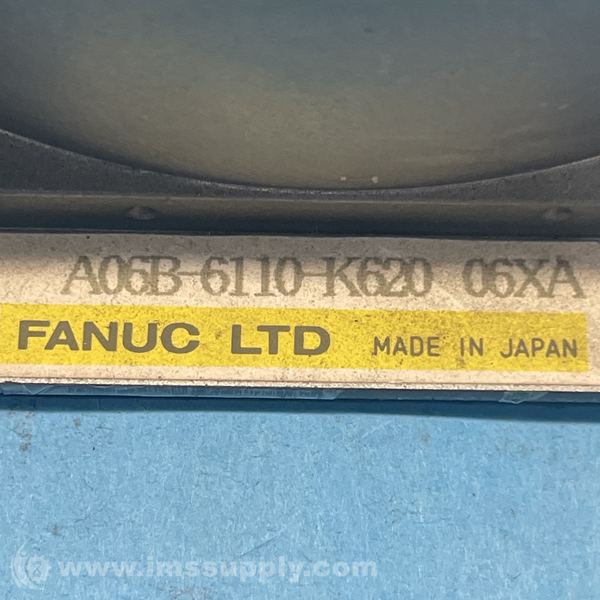 A06B-6110-K620 06XA
FANUC LTD MADE IN JAPAN
www.imssupply.com